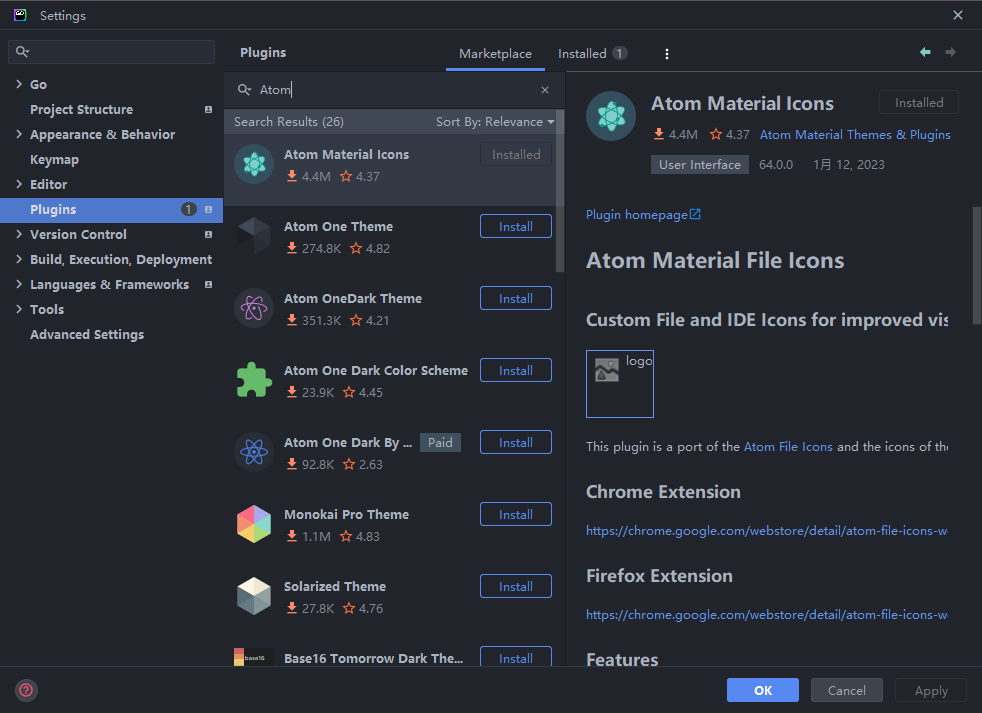 Settings
Go
Project Structure
Appearance & Behavior
Keymap
Editor
Plugins 1
Version Control
Build, Execution, Deployment
Languages & Frameworks
Tools
Advanced Settings
Plugins
Marketplace
Installed 1
Atom
Search Results (26)
Sort By: Relevance
Atom Material Icons
Installed
4.4M 4.37
Atom One Theme
Install
274.8K 4.82
Atom OneDark Theme
Install
351.3K 4.21
Atom One Dark Color Scheme
Install
23.9K 4.45
Atom One Dark By ... Paid
Install
92.8K 2.63
Monokai Pro Theme
Install
1.1M 4.83
Solarized Theme
Install
27.8K 4.76
base16
Base16 Tomorrow Dark The...
Install
Atom Material Icons
Installed
4.4M 4.37 Atom Material Themes & Plugins
User Interface 64.0.0 1月 12, 2023
Plugin homepage
Atom Material File Icons
Custom File and IDE Icons for improved vis
logo
This plugin is a part of the Atom File Icons and the icons of the
Chrome Extension
https://chrome.google.com/webstore/detail/atom-file-icons-w
Firefox Extension
https://chrome.google.com/webstore/detail/atom-file-icons-w
Features
?
OK
Cancel
Apply